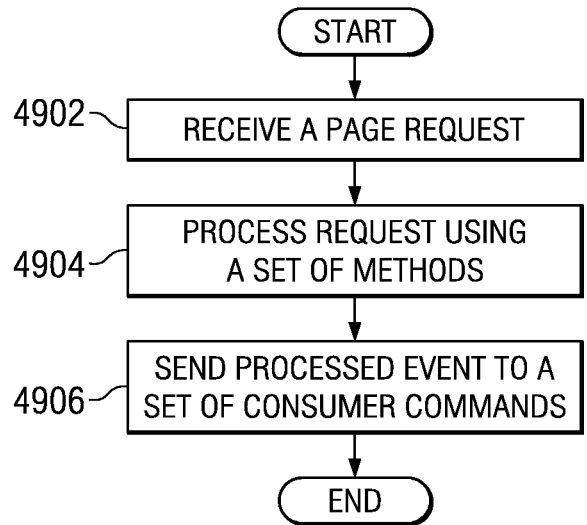 START
4902
RECEIVE A PAGE REQUEST
4904
PROCESS REQUEST USING
A SET OF METHODS
4906
SEND PROCESSED EVENT TO A
SET OF CONSUMER COMMANDS
END